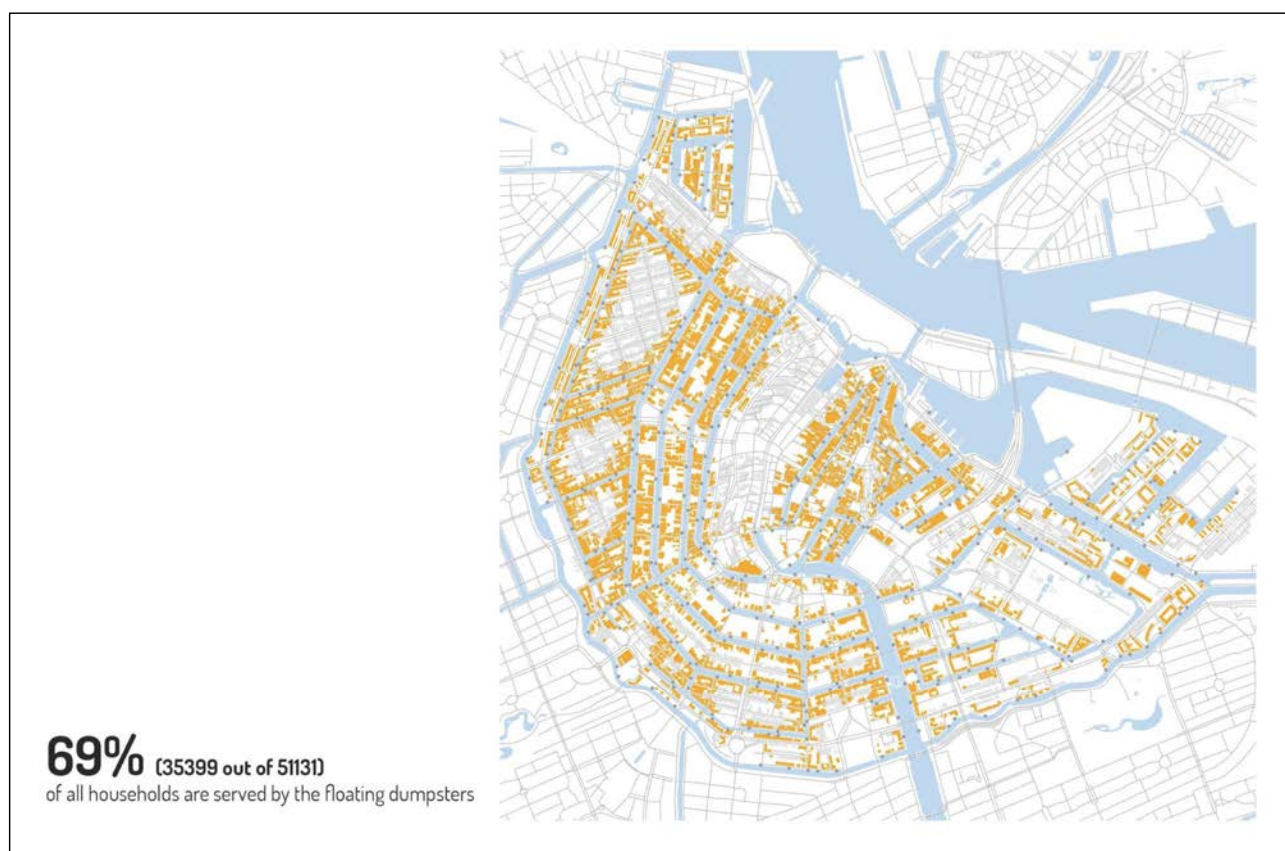 69% (35399 out of 51131)
of all households are served by the floating dumpsters